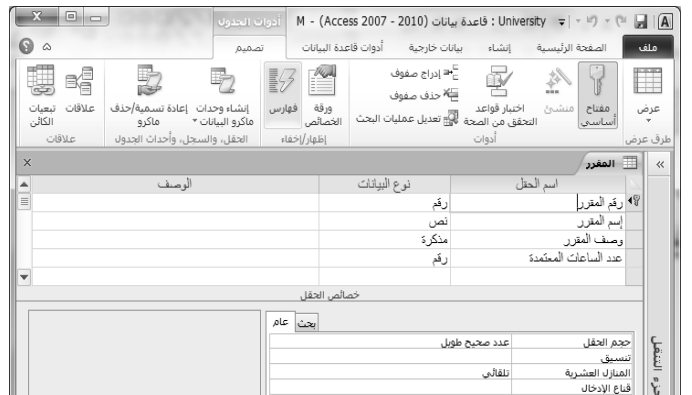 University : قاعدة بيانات (Access 2007 - 2010) - M
أدوات الجدول
ملف
الصفحة الرئيسية
إنشاء
بيانات خارجية
أدوات قاعدة البيانات
تصميم
عرض
مفتاح أساسي
منشئ
اختبار قواعد التحقق من الصحة
إدراج صفوف
حذف صفوف
تعديل عمليات البحث
ورقة الخصائص
فهارس
إنشاء وحدات ماكرو البيانات
إعادة تسمية/حذف ماكرو
علاقات
تبعيات الكائن
طرق عرض
أدوات
إظهار/إخفاء
الحقل، والسجل، وأحداث الجدول
علاقات
المقرر
اسم الحقل
نوع البيانات
الوصف
رقم المقرر
رقم
إسم المقرر
نص
وصف المقرر
مذكرة
عدد الساعات المعتمدة
رقم
خصائص الحقل
عام
بحث
حجم الحقل
عدد صحيح طويل
تنسيق
المنازل العشرية
تلقائي
قناع الإدخال
جزء التنقل